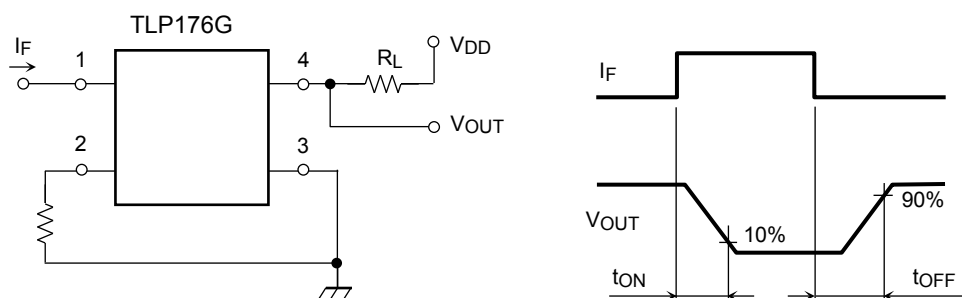 TLP176G
IF
1
4
RL
VDD
VOUT
2
3
IF
VOUT
10%
90%
tON
tOFF